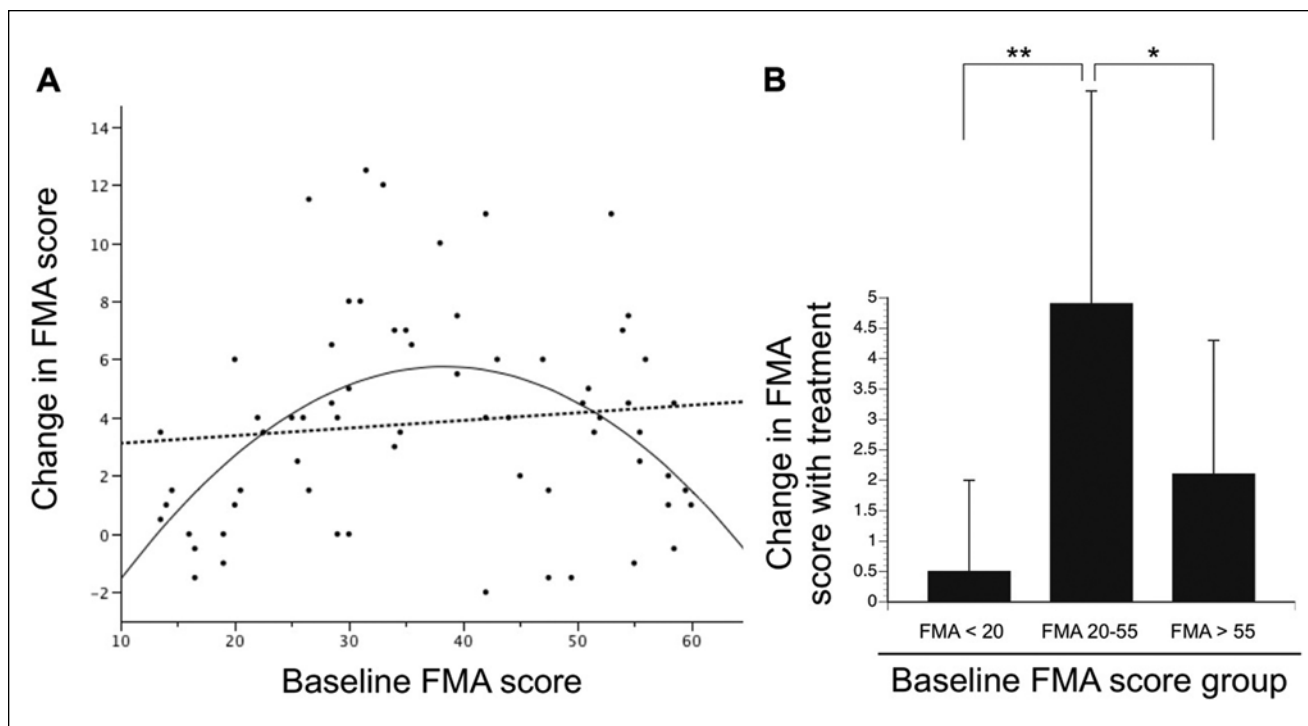 A
Change in FMA score
14
12
10
8
6
4
2
0
−2
10 20 30 40 50 60
Baseline FMA score
B
** *
Change in FMA
score with treatment
5
4.5
4
3.5
3
2.5
2
1.5
1
0.5
0
FMA < 20 FMA 20-55 FMA > 55
Baseline FMA score group